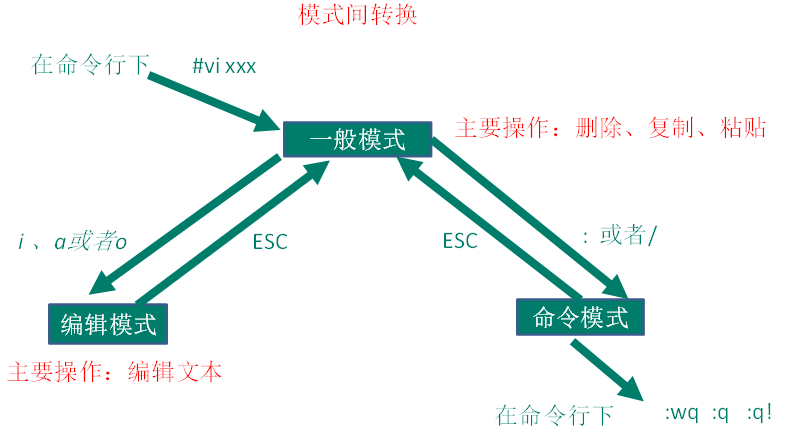 模式间转换
在命令行下 #vi xxx
一般模式 主要操作：删除、复制、粘贴
i 、a或者o ESC ESC : 或者/
编辑模式 命令模式
主要操作：编辑文本
在命令行下 :wq :q :q!